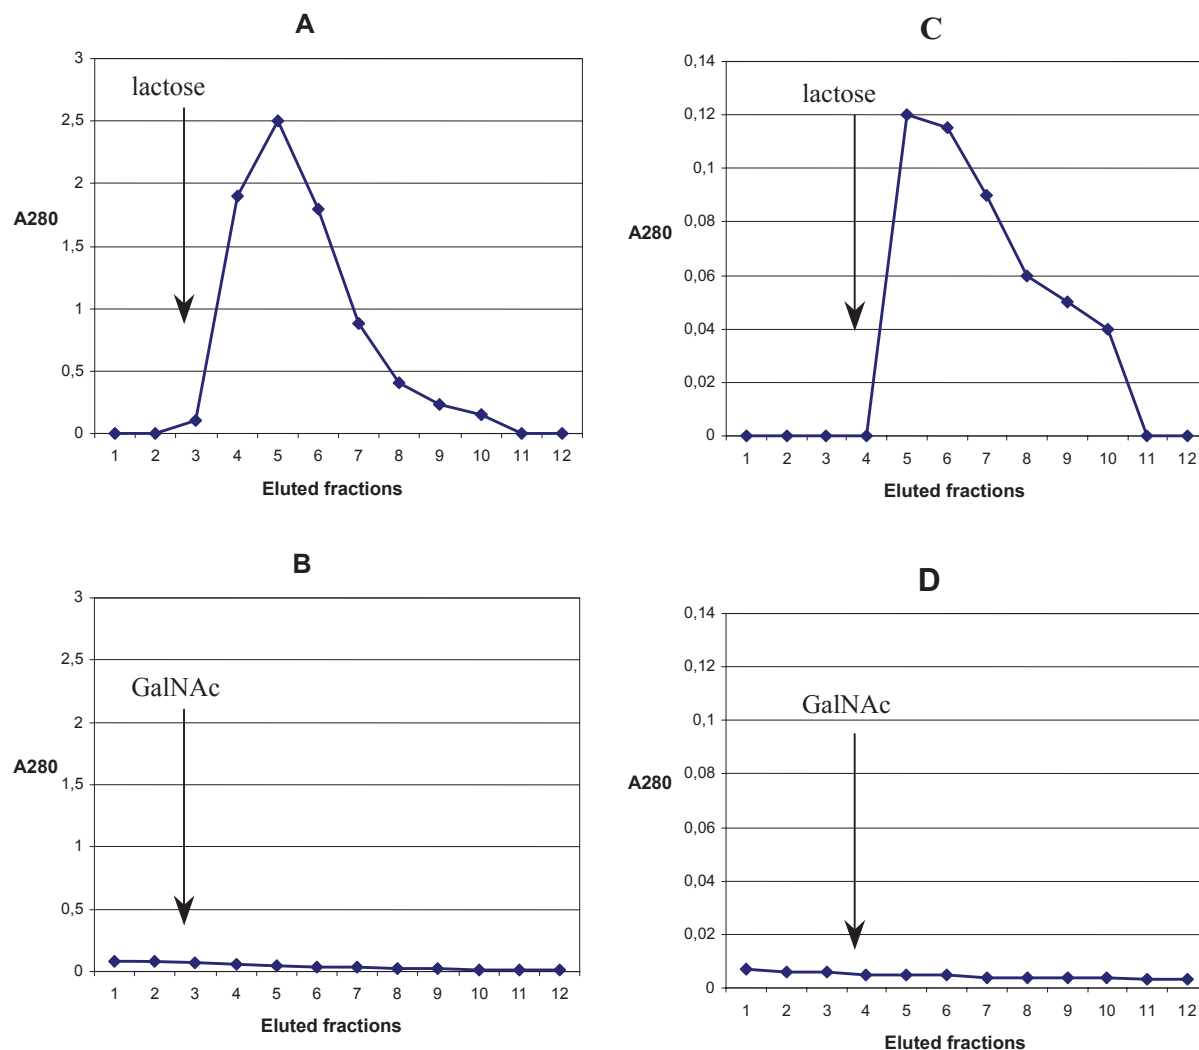 A
3
2,5
2
1,5
1
0,5
0
A280
lactose
1 2 3 4 5 6 7 8 9 10 11 12
Eluted fractions
C
0,14
0,12
0,1
0,08
0,06
0,04
0,02
0
A280
lactose
1 2 3 4 5 6 7 8 9 10 11 12
Eluted fractions
B
3
2,5
2
1,5
1
0,5
0
A280
GalNAc
1 2 3 4 5 6 7 8 9 10 11 12
Eluted fractions
D
0,14
0,12
0,1
0,08
0,06
0,04
0,02
0
A280
GalNAc
1 2 3 4 5 6 7 8 9 10 11 12
Eluted fractions